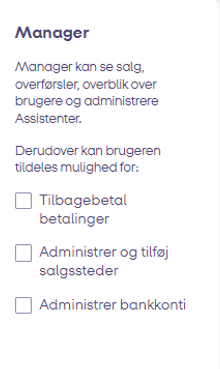 Manager
Manager kan se salg,
overførsler, overblik over
brugere og administrere
Assistenter.
Derudover kan brugeren
tildeles mulighed for:
Tilbagebetal
betalinger
Administrer og tilføj
salgssteder
Administrer bankkonti